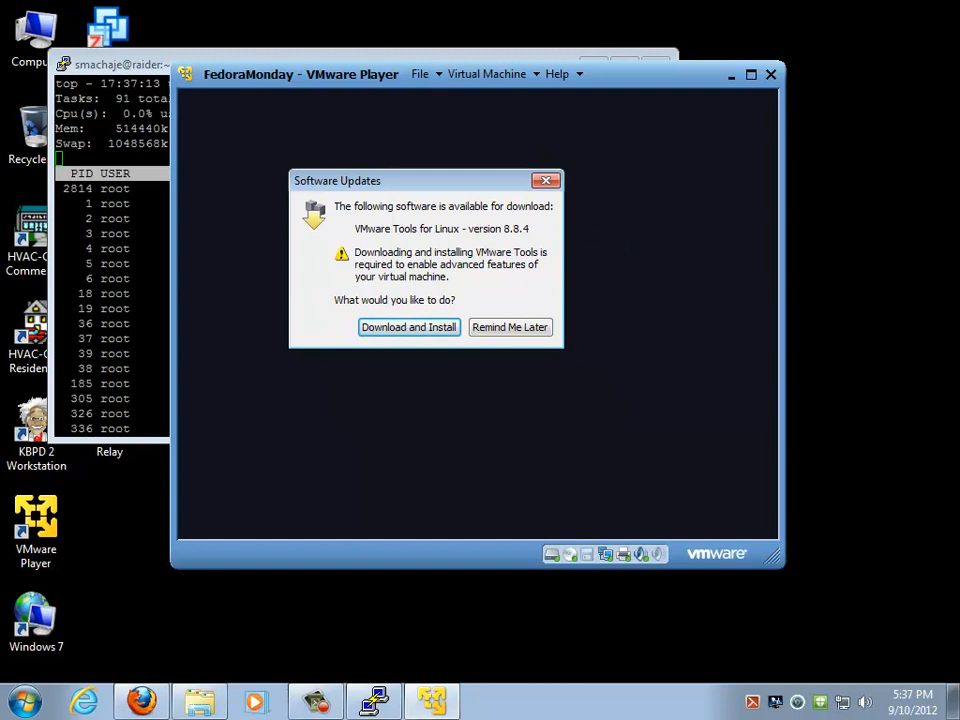 Compu
smachaje@raider:~
top - 17:37:13
Tasks: 91 tota
Cpu(s): 0.0% u
Mem: 514440k
Swap: 1048568k
PID USER
2814 root
1 root
2 root
3 root
4 root
5 root
6 root
18 root
19 root
36 root
37 root
39 root
38 root
185 root
305 root
326 root
336 root
Recycle
HVAC-C
Comme
HVAC-C
Residen
KBPD 2
Workstation
Relay
VMware
Player
Windows 7
FedoraMonday - VMware Player File Virtual Machine Help
Software Updates
The following software is available for download:
VMware Tools for Linux - version 8.8.4
Downloading and installing VMware Tools is
required to enable advanced features of
your virtual machine.
What would you like to do?
Download and Install Remind Me Later
vmware
5:37 PM
9/10/2012